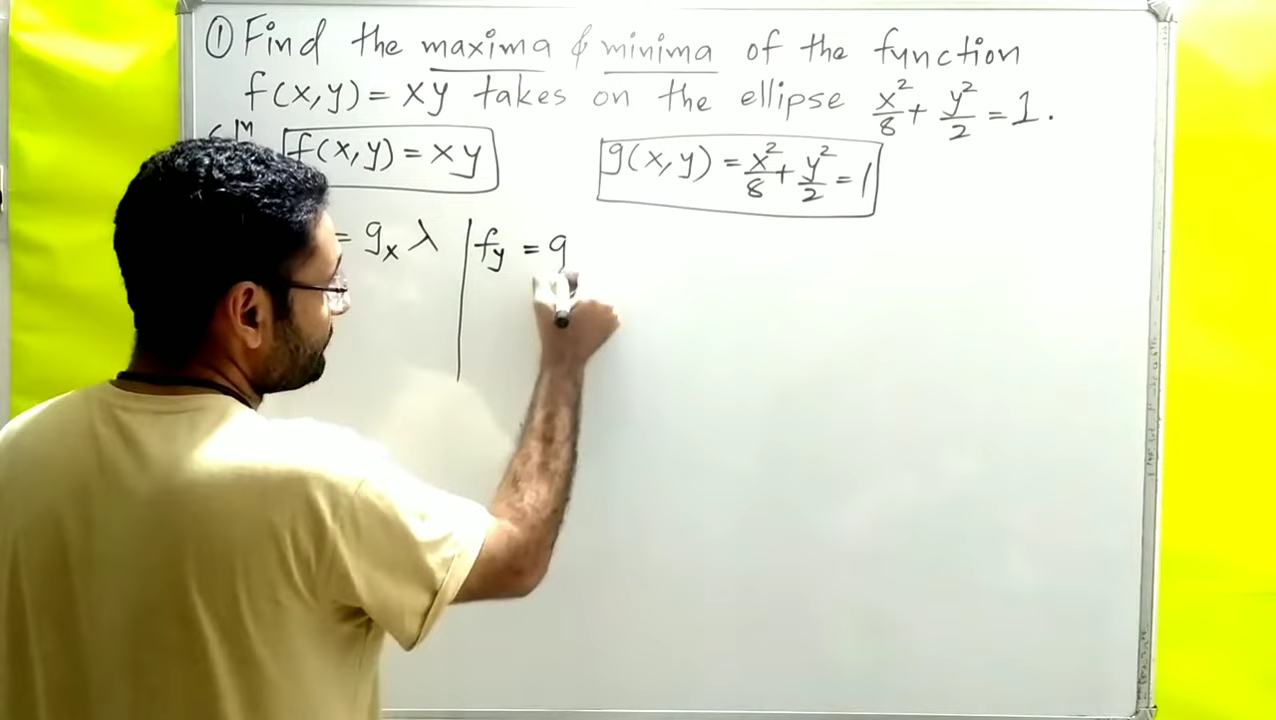 ① Find the maxima & minima of the function
f(x,y) = xy takes on the ellipse x²/8 + y²/2 = 1.
f(x,y) = xy g(x,y) = x²/8 + y²/2 = 1
= gₓ λ | f_y = g